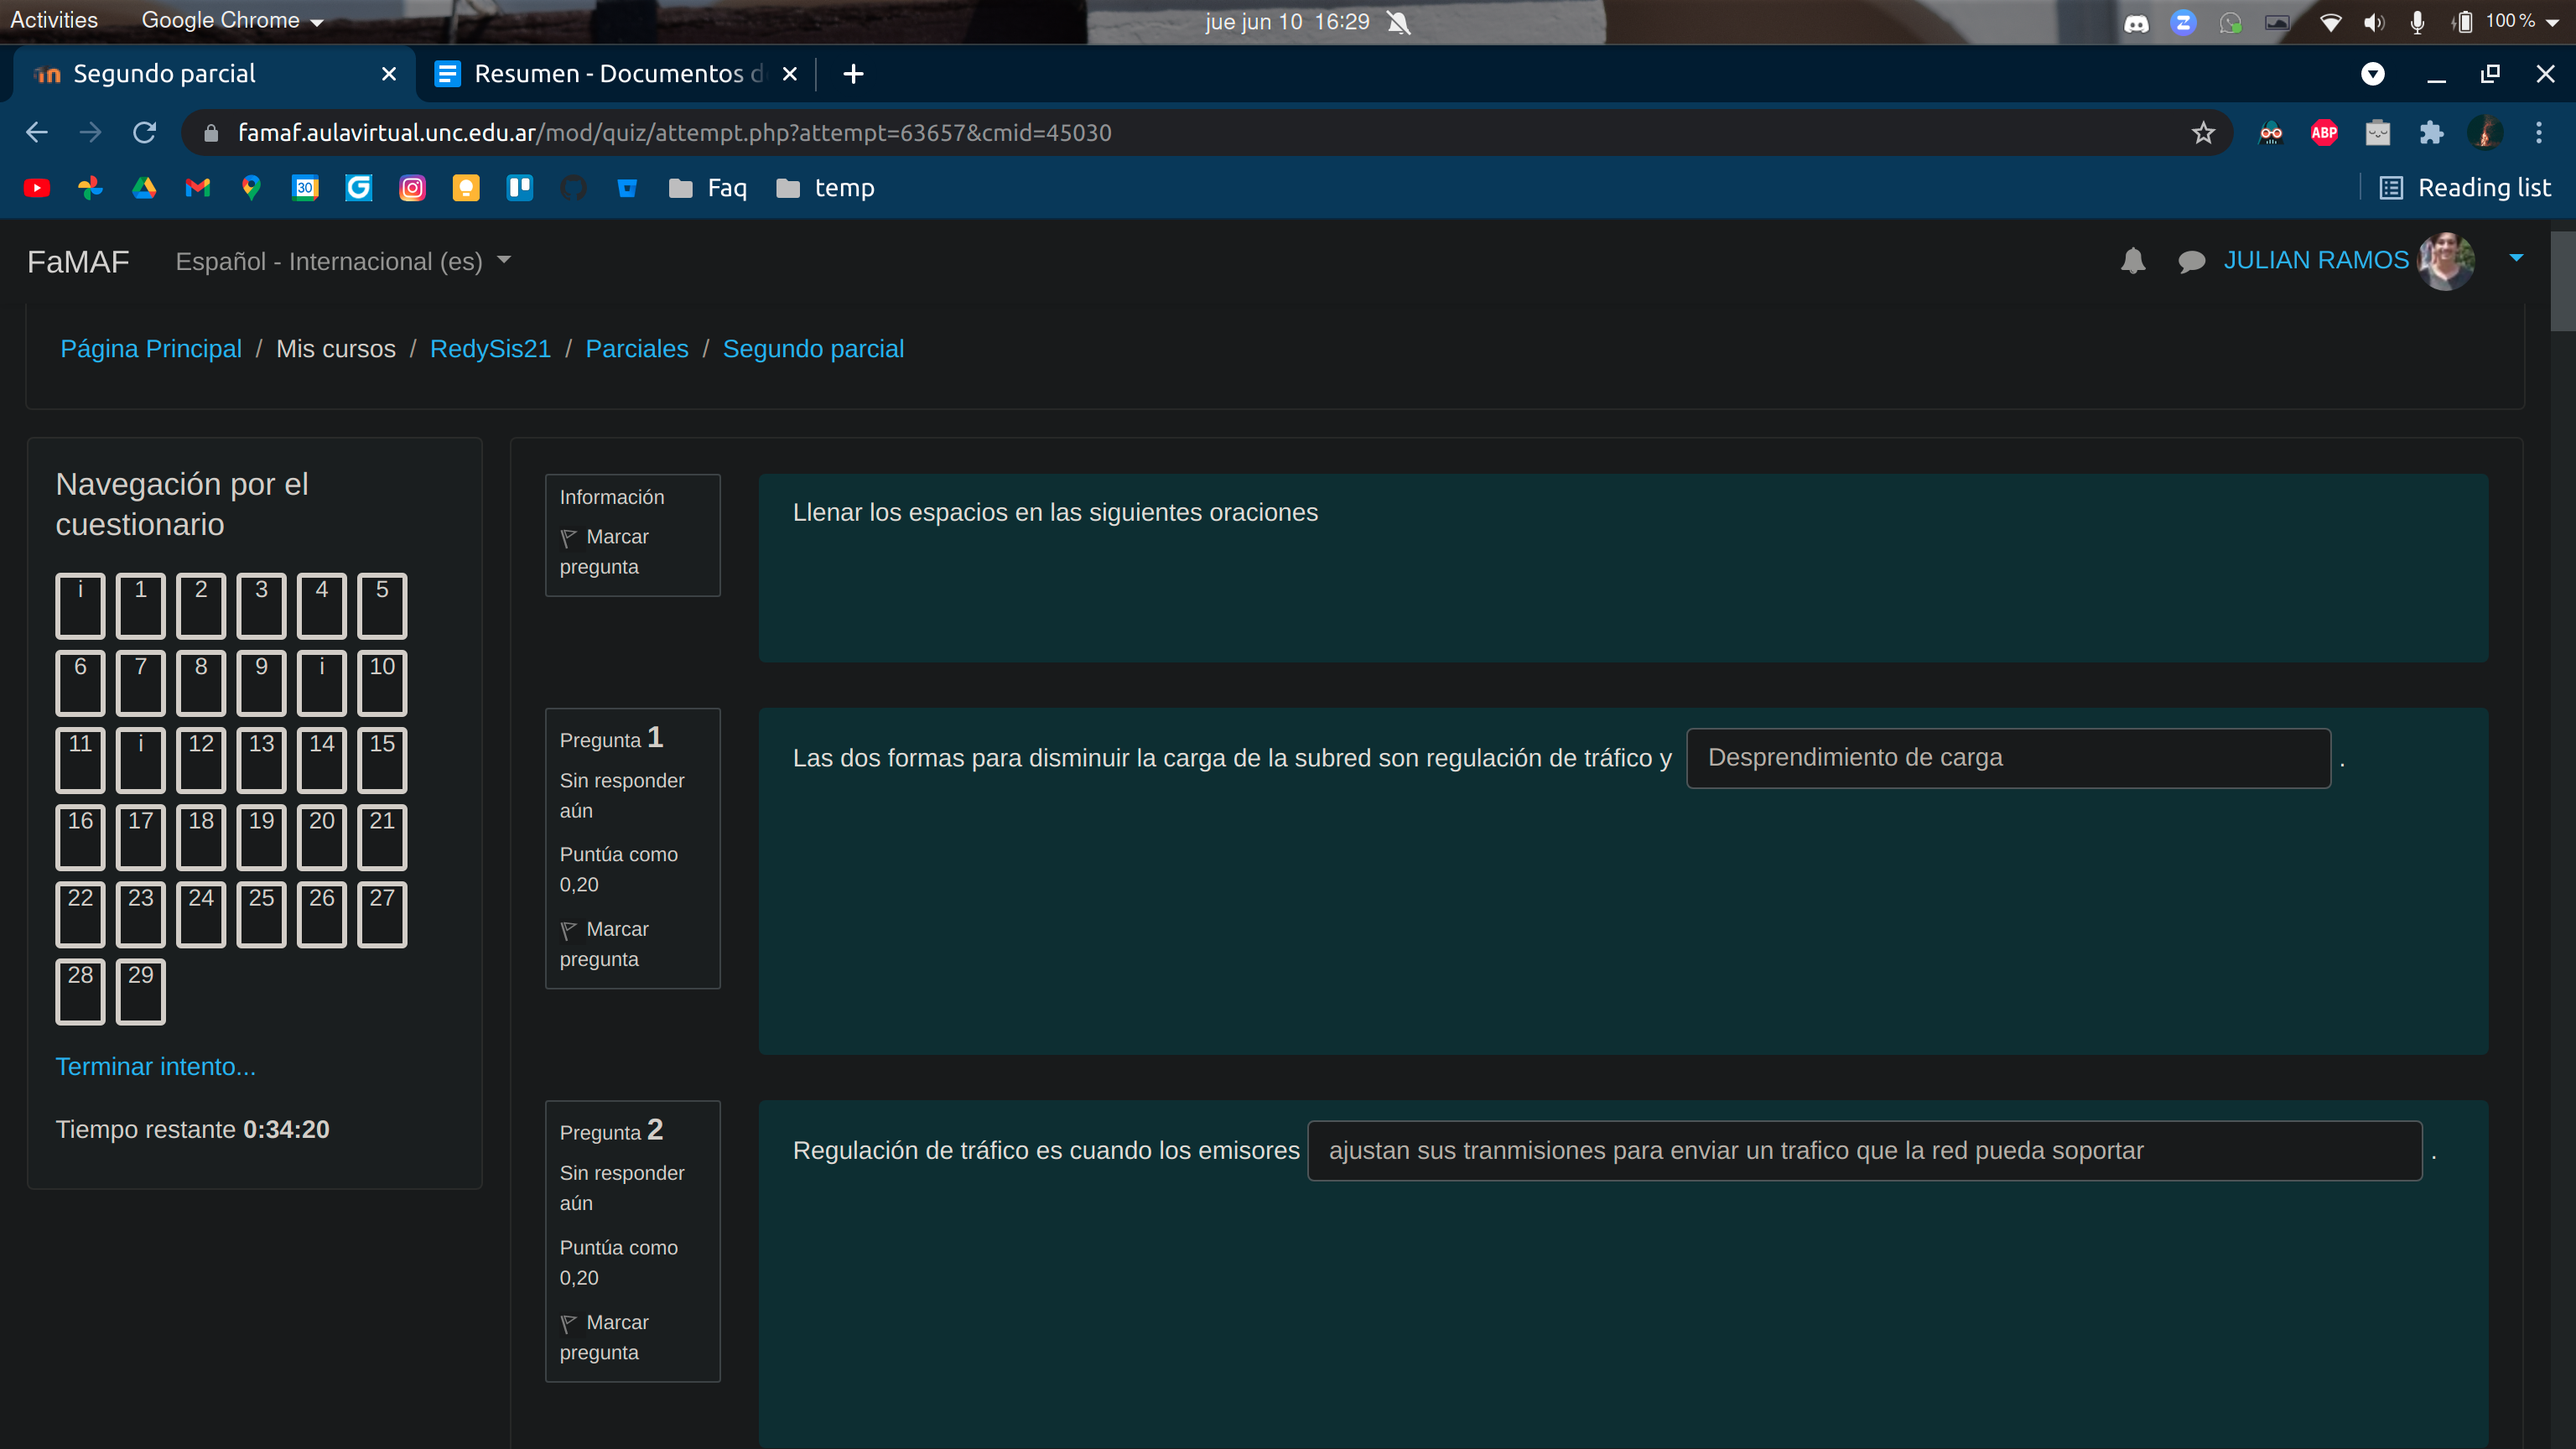 Activities Google Chrome jue jun 10 16:29 100 %
Segundo parcial Resumen - Documentos d
famaf.aulavirtual.unc.edu.ar/mod/quiz/attempt.php?attempt=63657&cmid=45030 ABP
30 Faq temp Reading list
FaMAF Español - Internacional (es) JULIAN RAMOS
Página Principal / Mis cursos / RedySis21 / Parciales / Segundo parcial
Navegación por el
cuestionario
i 1 2 3 4 5
6 7 8 9 i 10
11 i 12 13 14 15
16 17 18 19 20 21
22 23 24 25 26 27
28 29
Terminar intento...
Tiempo restante 0:34:20
Información
Marcar
pregunta
Llenar los espacios en las siguientes oraciones
Pregunta 1
Sin responder
aún
Puntúa como
0,20
Marcar
pregunta
Las dos formas para disminuir la carga de la subred son regulación de tráfico y Desprendimiento de carga .
Pregunta 2
Sin responder
aún
Puntúa como
0,20
Marcar
pregunta
Regulación de tráfico es cuando los emisores ajustan sus tranmisiones para enviar un trafico que la red pueda soportar .